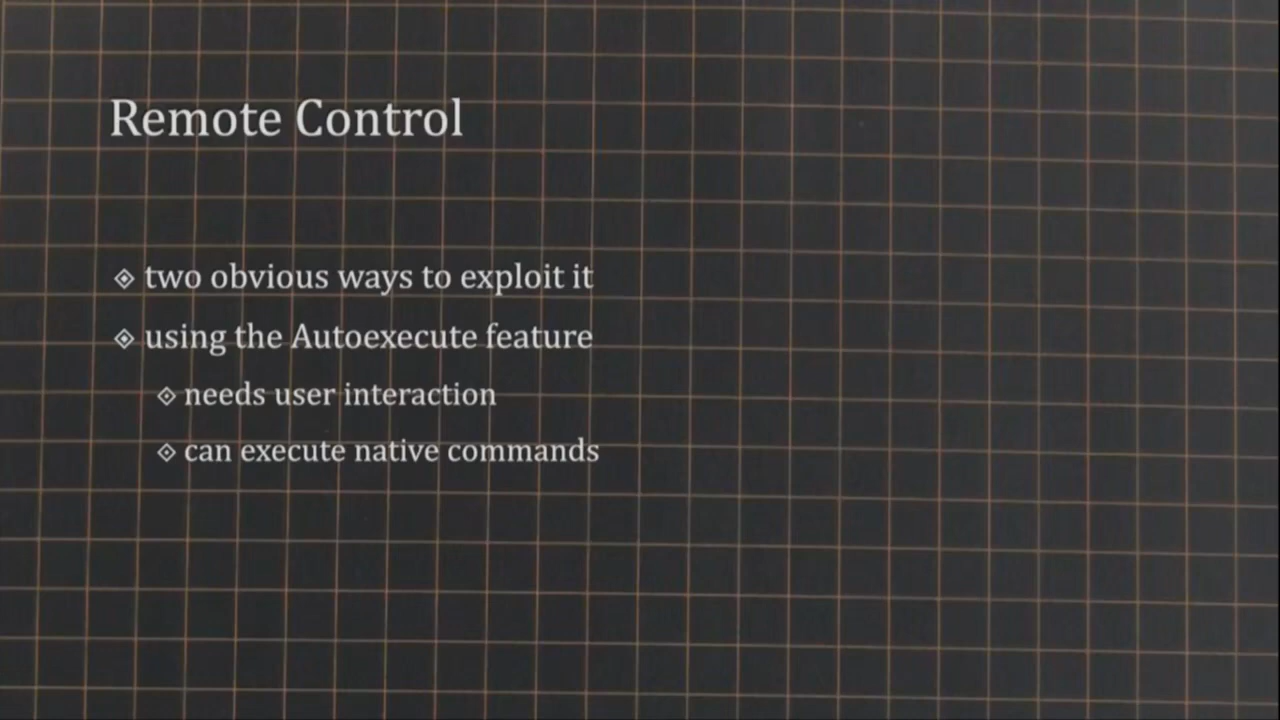 Remote Control
two obvious ways to exploit it
using the Autoexecute feature
needs user interaction
can execute native commands